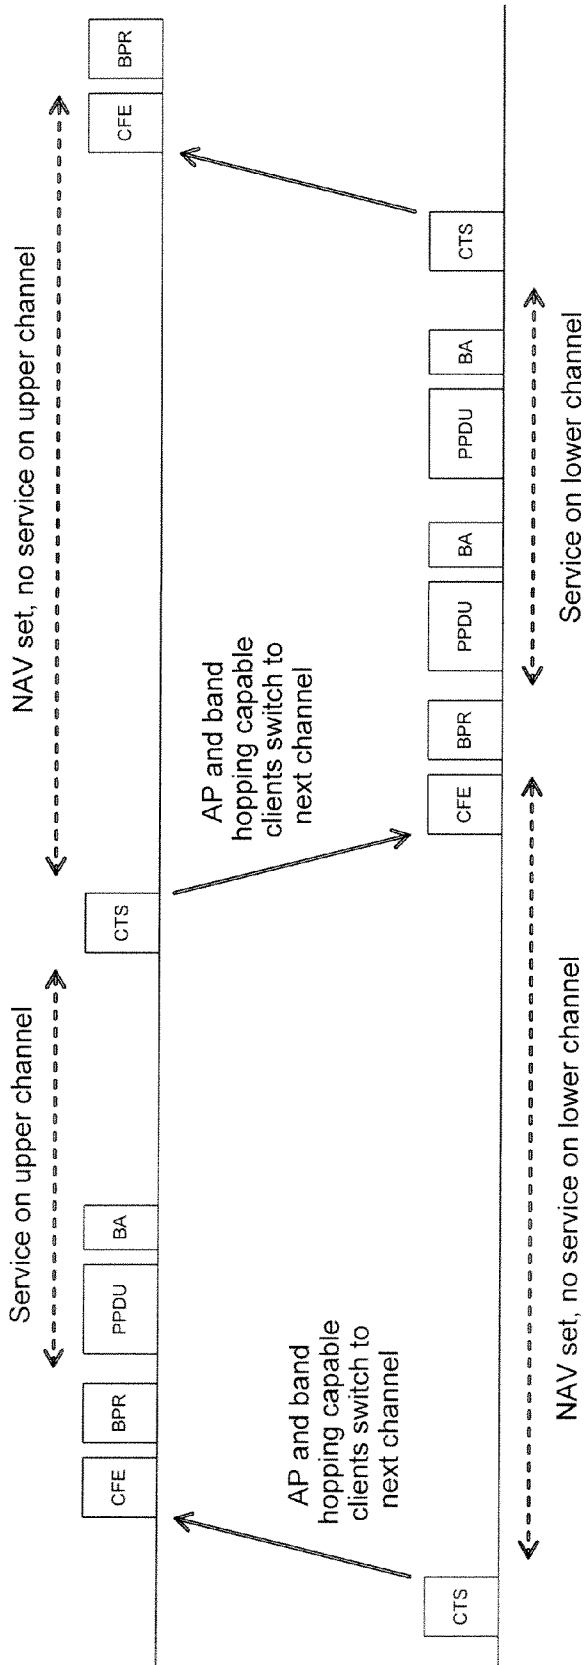 Service on upper channel
NAV set, no service on upper channel
CFE
BPR
PPDU
BA
CTS
CFE
BPR
AP and band
hopping capable
clients switch to
next channel
AP and band
hopping capable
clients switch to
next channel
CTS
CFE
BPR
PPDU
BA
PPDU
BA
CTS
NAV set, no service on lower channel
Service on lower channel